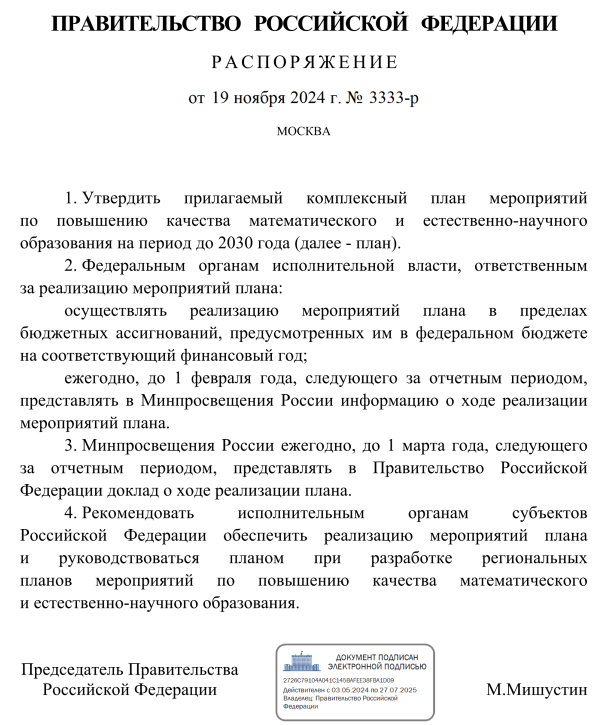 ПРАВИТЕЛЬСТВО РОССИЙСКОЙ ФЕДЕРАЦИИ
РАСПОРЯЖЕНИЕ
от 19 ноября 2024 г. № 3333-р
МОСКВА
1. Утвердить прилагаемый комплексный план мероприятий
по повышению качества математического и естественно-научного
образования на период до 2030 года (далее - план).
2. Федеральным органам исполнительной власти, ответственным
за реализацию мероприятий плана:
осуществлять реализацию мероприятий плана в пределах
бюджетных ассигнований, предусмотренных им в федеральном бюджете
на соответствующий финансовый год;
ежегодно, до 1 февраля года, следующего за отчетным периодом,
представлять в Минпросвещения России информацию о ходе реализации
мероприятий плана.
3. Минпросвещения России ежегодно, до 1 марта года, следующего
за отчетным периодом, представлять в Правительство Российской
Федерации доклад о ходе реализации плана.
4. Рекомендовать исполнительным органам субъектов
Российской Федерации обеспечить реализацию мероприятий плана
и руководствоваться планом при разработке региональных
планов мероприятий по повышению качества математического
и естественно-научного образования.
ДОКУМЕНТ ПОДПИСАН
ЭЛЕКТРОННОЙ ПОДПИСЬЮ
2726C79104A041C145BAFEE38FBA1D09
Действителен с 03.05.2024 по 27.07.2025
Владелец: Правительство Российской
Федерации
Председатель Правительства
Российской Федерации
М.Мишустин